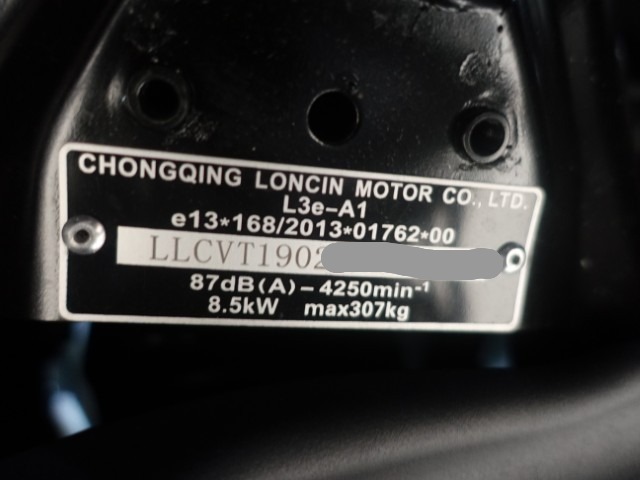 CHONGQING LONCIN MOTOR CO., LTD.
L3e-A1
e13*168/2013*01762*00
LLCVT1902
87dB(A)-4250min-1
8.5kW max307kg